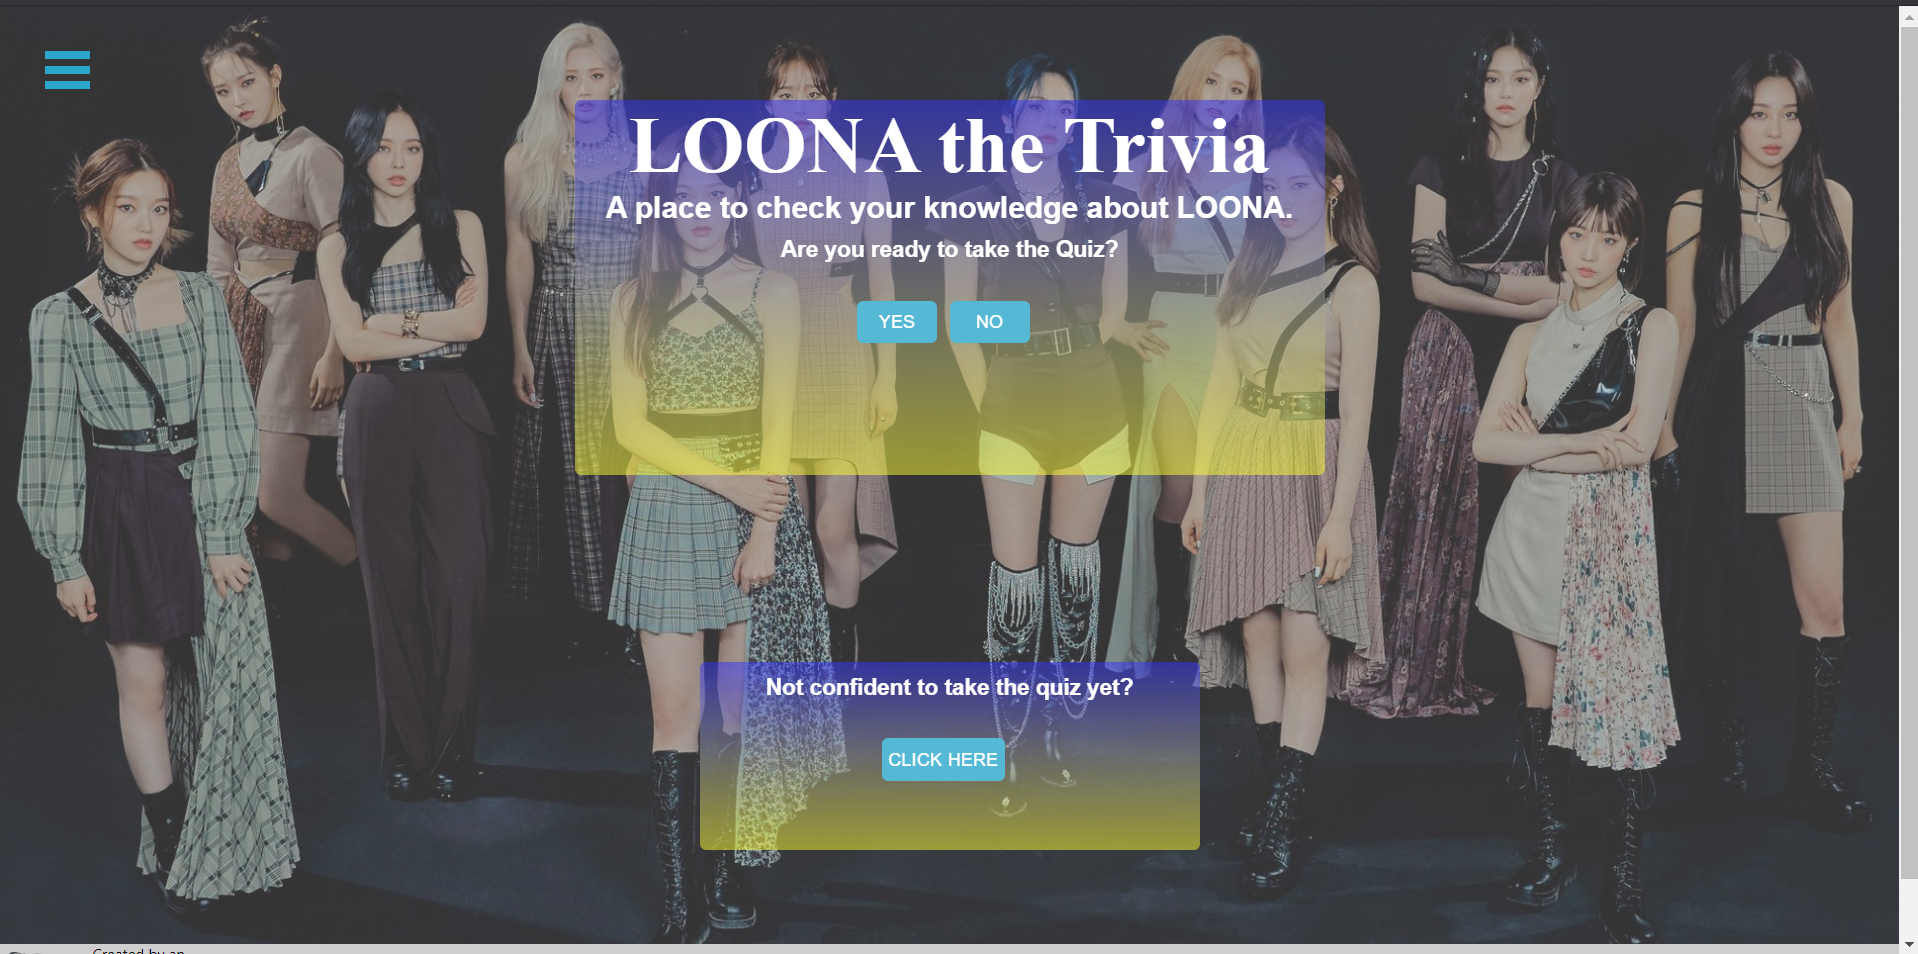 LOONA the Trivia
A place to check your knowledge about LOONA.
Are you ready to take the Quiz?
YES NO
Not confident to take the quiz yet?
CLICK HERE
Created by an